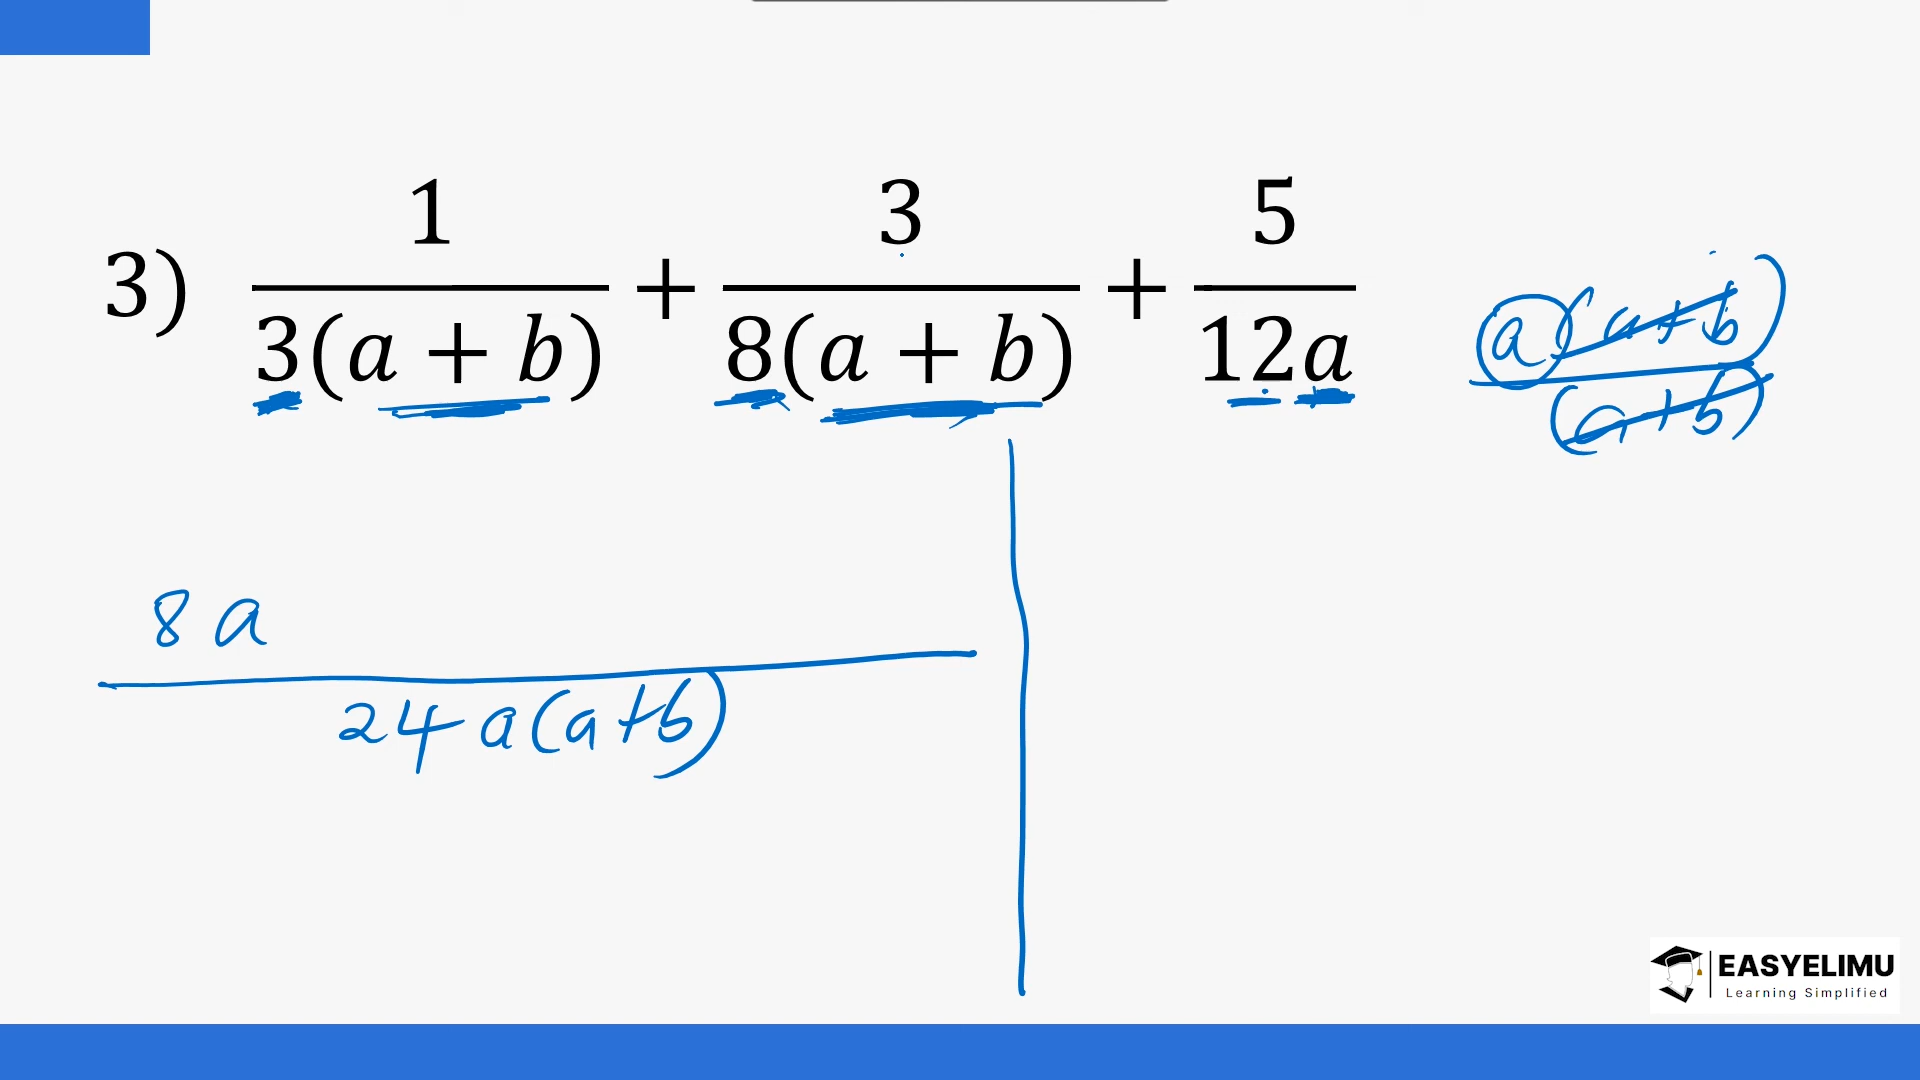 3) 1/3(a + b) + 3/8(a + b) + 5/12a
a(a+b)/(a+b)
8a
24a(a+b)
EASYELIMU
Learning Simplified